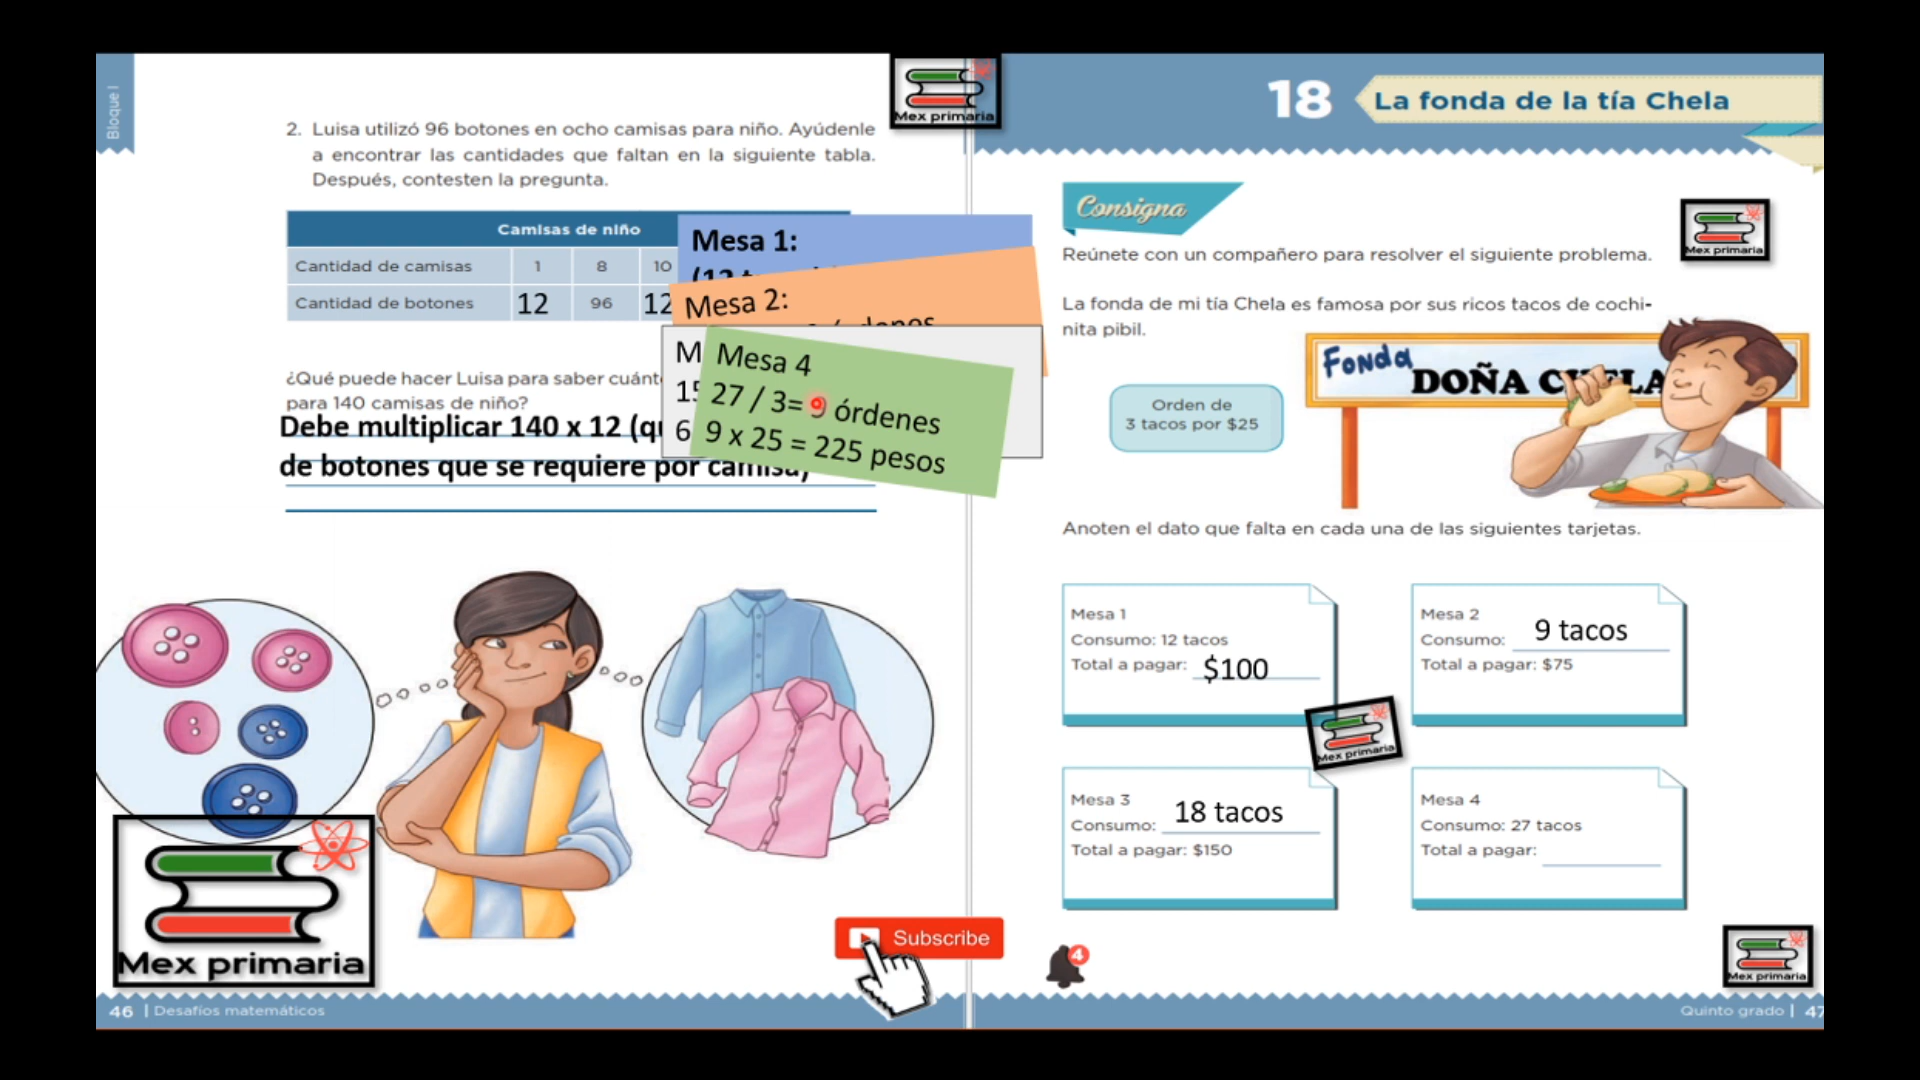 Bloque I
2. Luisa utilizó 96 botones en ocho camisas para niño. Ayúdenle
a encontrar las cantidades que faltan en la siguiente tabla.
Después, contesten la pregunta.
Camisas de niño
Cantidad de camisas 1 8 10
Cantidad de botones 12 96 12
¿Qué puede hacer Luisa para saber
para 140 camisas de niño?
Debe multiplicar 140 x 12
de botones que se requiere por camisa)
Mesa 1:
Mesa 2:
Mesa 4
27 / 3= 9 órdenes
9 x 25 = 225 pesos
Mex primaria
Subscribe
46 | Desafíos matemáticos
Mex primaria
18 La fonda de la tía Chela
Consigna
Mex primaria
Reúnete con un compañero para resolver el siguiente problema.
La fonda de mi tía Chela es famosa por sus ricos tacos de cochi-
nita pibil.
Fonda
DOÑA CHELA
Orden de
3 tacos por $25
Anoten el dato que falta en cada una de las siguientes tarjetas.
Mesa 1
Consumo: 12 tacos
Total a pagar: $100
Mesa 2
Consumo: 9 tacos
Total a pagar: $75
Mex primaria
Mesa 3
Consumo: 18 tacos
Total a pagar: $150
Mesa 4
Consumo: 27 tacos
Total a pagar:
4
Mex primaria
Quinto grado | 47